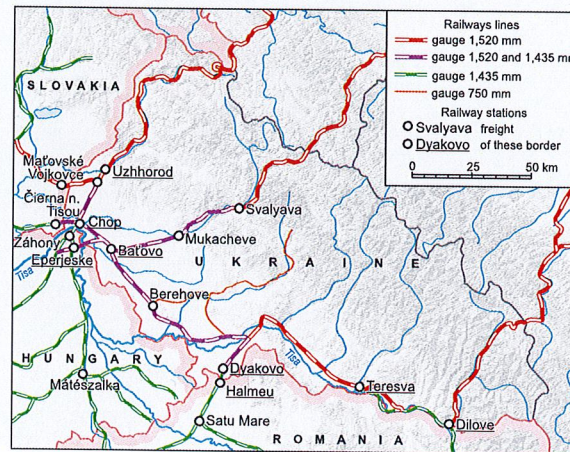 Railways lines
gauge 1,520 mm
gauge 1,520 and 1,435 mm
gauge 1,435 mm
gauge 750 mm
Railway stations
Svalyava freight
Dyakovo of these border
0 25 50 km
SLOVAKIA
Maťovské
Vojkovce
Uzhhorod
Čierna n.
Tisou
Chop
Záhony
Eperjeske
Tisa
Batovo
Mukacheve
Svalyava
UKRAINE
Berehove
HUNGARY
Mátészalka
Tisa
Dyakovo
Halmeu
Satu Mare
Teresva
Dilove
ROMANIA